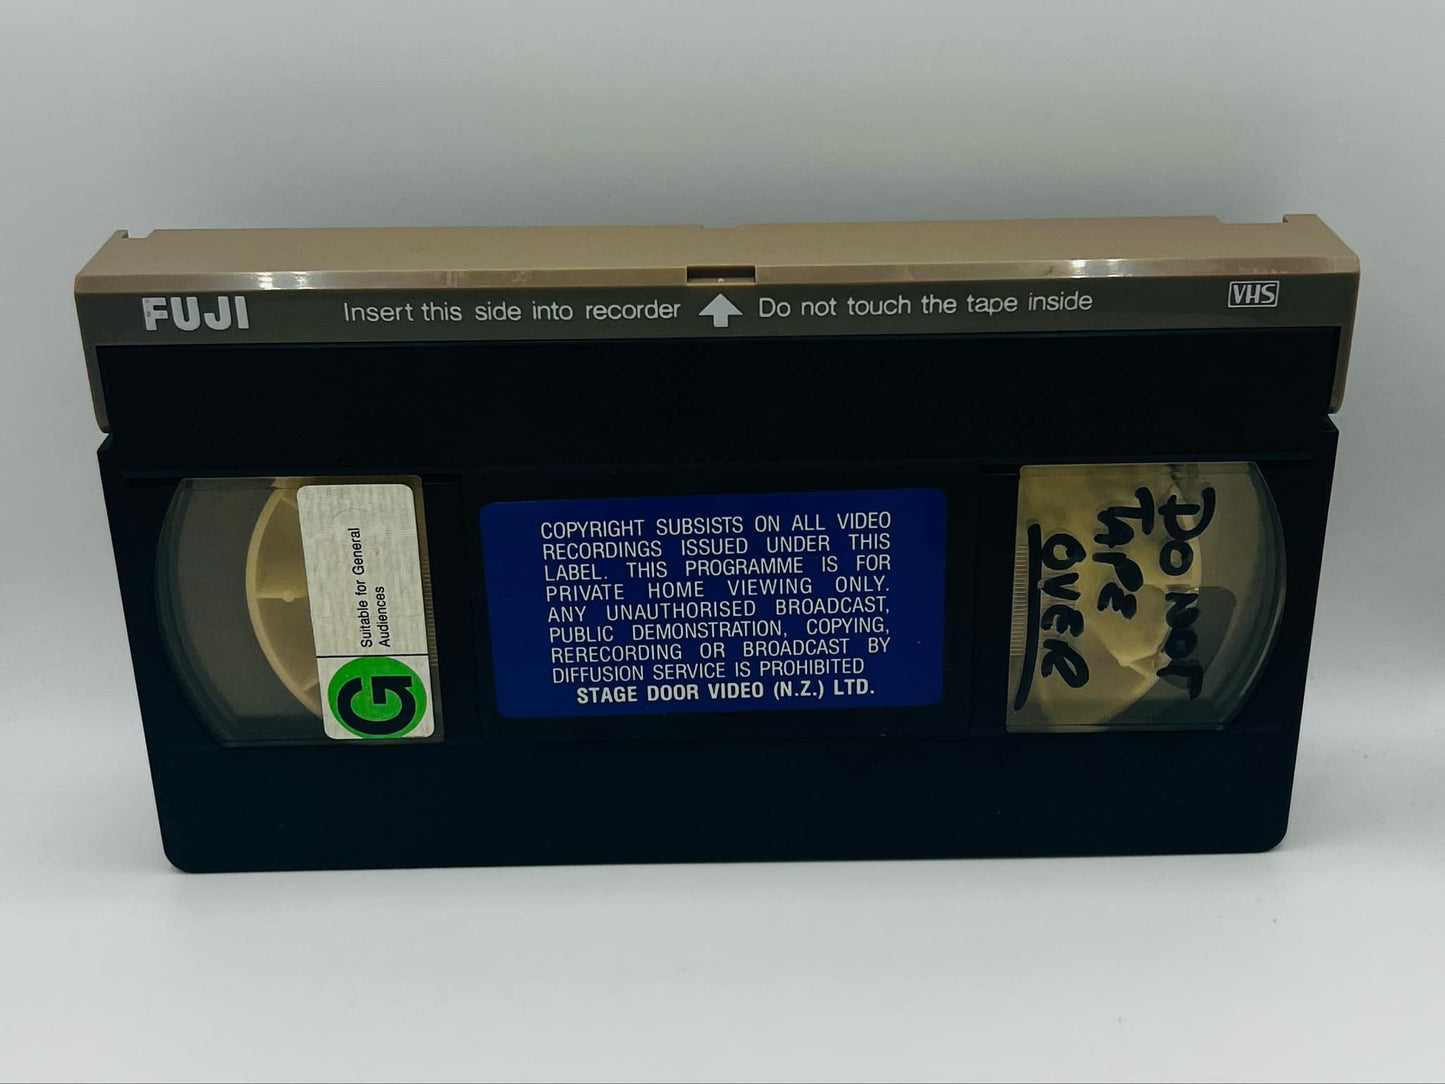 FUJI
Insert this side into recorder
Do not touch the tape inside
VHS
Suitable for General
Audiences
G
COPYRIGHT SUBSISTS ON ALL VIDEO
RECORDINGS ISSUED UNDER THIS
LABEL. THIS PROGRAMME IS FOR
PRIVATE HOME VIEWING ONLY.
ANY UNAUTHORISED BROADCAST,
PUBLIC DEMONSTRATION, COPYING,
RERECORDING OR BROADCAST BY
DIFFUSION SERVICE IS PROHIBITED
STAGE DOOR VIDEO (N.Z.) LTD.
DO NOT
TAPE
OVER